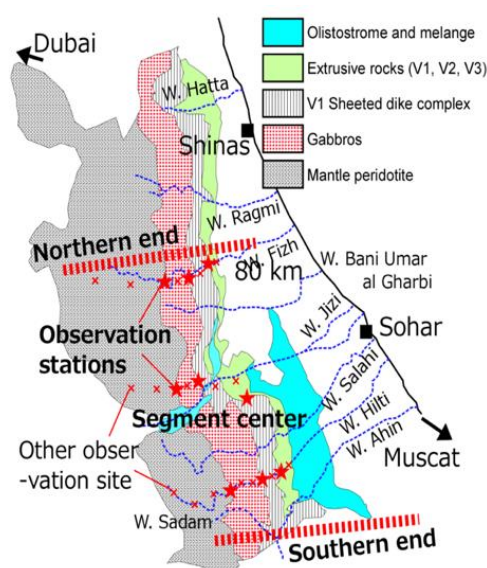 Dubai
Olistostrome and melange
Extrusive rocks (V1, V2, V3)
V1 Sheeted dike complex
Gabbros
Mantle peridotite
W. Hatta
Shinas
W. Ragmi
Northern end
W. Fizh
80 km
W. Bani Umar
al Gharbi
Observation
stations
W. Jizi
Sohar
W. Salahi
Segment center
W. Hilti
W. Ahin
Other obser
-vation site
Muscat
W. Sadam
Southern end